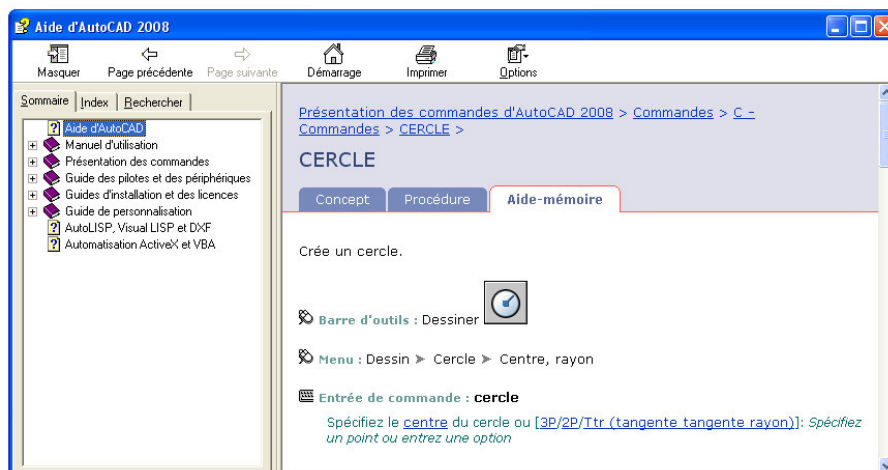 Aide d'AutoCAD 2008
Masquer Page précédente Page suivante Démarrage Imprimer Options
Sommaire Index Rechercher
Aide d'AutoCAD
Manuel d'utilisation
Présentation des commandes
Guide des pilotes et des périphériques
Guides d'installation et des licences
Guide de personnalisation
AutoLISP, Visual LISP et DXF
Automatisation ActiveX et VBA
Présentation des commandes d'AutoCAD 2008 > Commandes > C -
Commandes > CERCLE >
CERCLE
Concept Procédure Aide-mémoire
Crée un cercle.
Barre d'outils : Dessiner
Menu : Dessin ➤ Cercle ➤ Centre, rayon
Entrée de commande : cercle
Spécifiez le centre du cercle ou [3P/2P/Ttr (tangente tangente rayon)]: Spécifiez
un point ou entrez une option